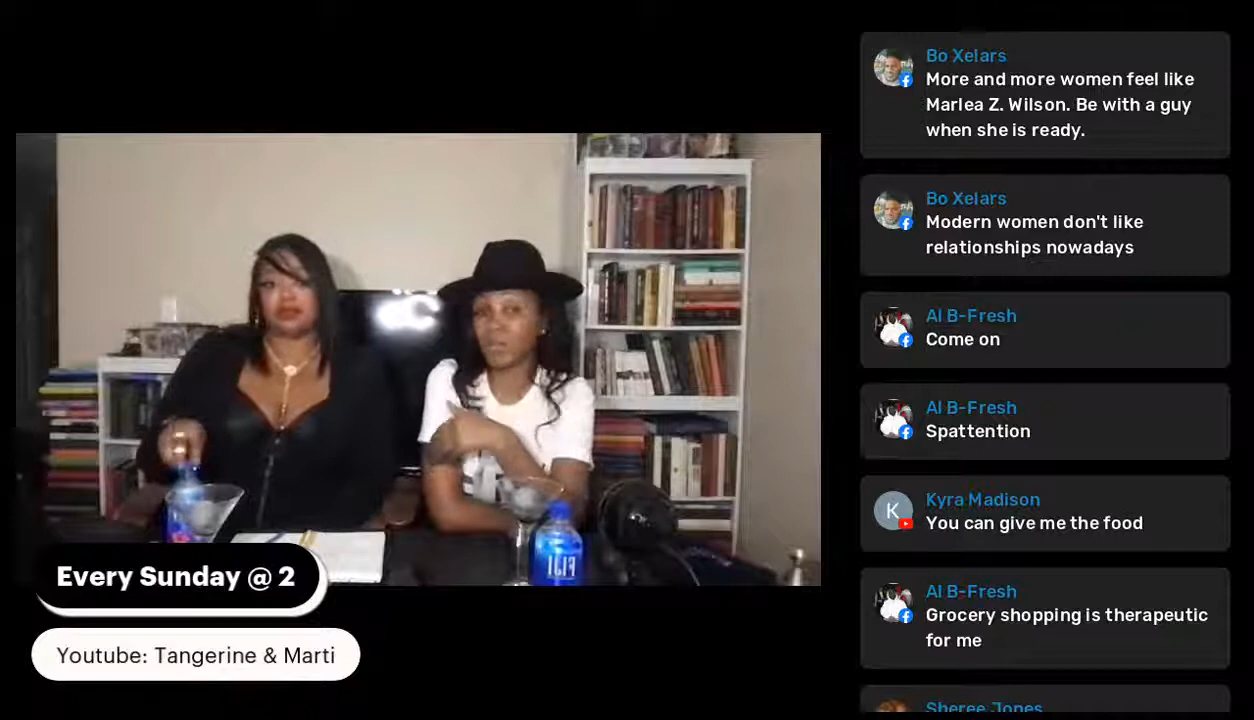 Bo Xelars
More and more women feel like
Marlea Z. Wilson. Be with a guy
when she is ready.
Bo Xelars
Modern women don't like
relationships nowadays
Al B-Fresh
Come on
Al B-Fresh
Spattention
K
Kyra Madison
You can give me the food
Al B-Fresh
Grocery shopping is therapeutic
for me
Sheree Jones
FIJI
Every Sunday @ 2
Youtube: Tangerine & Marti